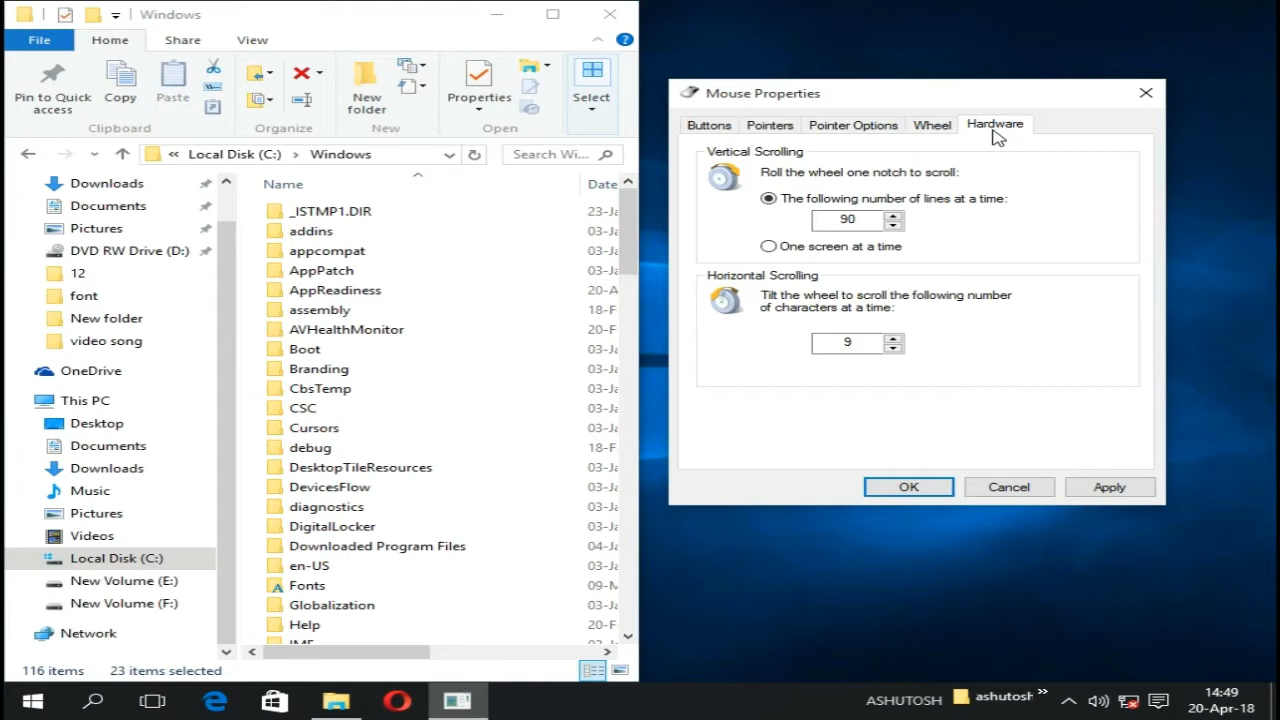 Windows
File Home Share View
Pin to Quick access
Copy
Paste
New folder
Properties
Select
Clipboard Organize New
« Local Disk (C:) › Windows
Search Wi...
Downloads
Documents
Pictures
DVD RW Drive (D:)
12
font
New folder
video song
OneDrive
This PC
Desktop
Documents
Downloads
Music
Pictures
Videos
Local Disk (C:)
New Volume (E:)
New Volume (F:)
Network
Name Date
_ISTMP1.DIR 23-Ja
addins 03-Ja
appcompat 03-Ja
AppPatch 03-Ja
AppReadiness 20-A
assembly 18-F
AVHealthMonitor 20-F
Boot 03-Ja
Branding 03-Ja
CbsTemp 03-Ja
CSC 03-Ja
Cursors 03-Ja
debug 18-F
DesktopTileResources 03-Ja
DevicesFlow 03-Ja
diagnostics 03-Ja
DigitalLocker 03-Ja
Downloaded Program Files 04-Ja
en-US 03-Ja
Fonts 09-M
Globalization 03-Ja
Help 20-F
116 items 23 items selected
Mouse Properties
Buttons Pointers Pointer Options Wheel Hardware
Vertical Scrolling
Roll the wheel one notch to scroll:
The following number of lines at a time:
90
One screen at a time
Horizontal Scrolling
Tilt the wheel to scroll the following number
of characters at a time:
9
OK Cancel Apply
ASHUTOSH ashutosh »
14:49
20-Apr-18